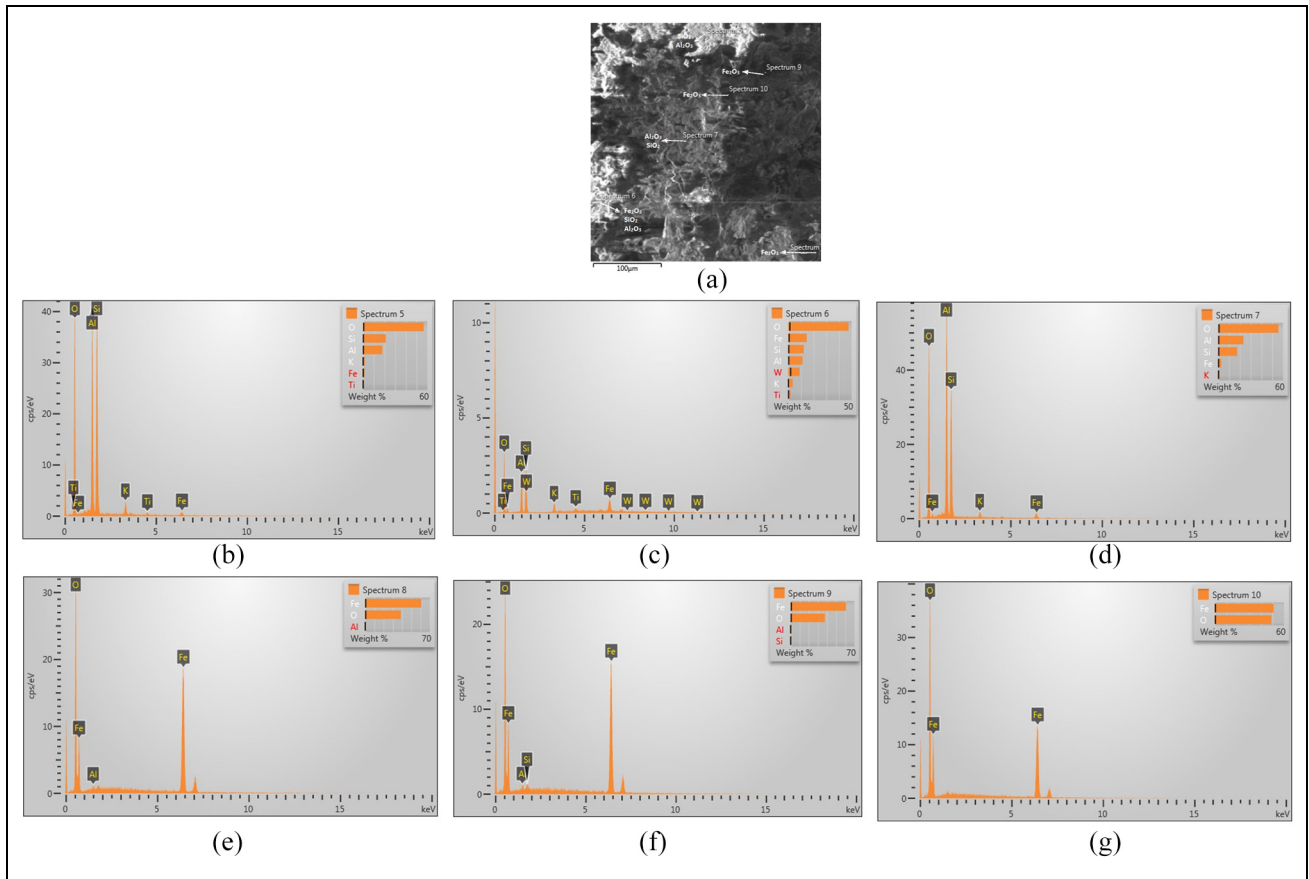 SiO₂
Al₂O₃
Fe₂O₃ Spectrum 9
Fe₂O₃ Spectrum 10
Al₂O₃ Spectrum 7
SiO₂
Spectrum 6
Fe₂O₃
SiO₂
Al₂O₃
Fe₂O₃ Spectrum
100µm
(a)
40
30
20
10
0
cps/eV
O
Si
Al
Ti
Fe
K
Ti
Fe
Spectrum 5
O
Si
Al
K
Fe
Ti
Weight % 60
0 5 10 15 keV
(b)
10
5
0
cps/eV
O
Si
A
W
Fe
Ti
K
Ti
Fe
W
W
W
W
Spectrum 6
O
Fe
Si
Al
W
K
Ti
Weight % 50
0 5 10 15 keV
(c)
40
20
0
cps/eV
Al
O
Si
Fe
K
Fe
Spectrum 7
O
Al
Si
Fe
K
Weight % 60
0 5 10 15 keV
(d)
30
20
10
0
cps/eV
O
Fe
Fe
Al
Spectrum 8
Fe
O
Al
Weight % 70
0 5 10 15 keV
(e)
20
10
0
cps/eV
O
Fe
Fe
Si
A
Spectrum 9
Fe
O
Al
Si
Weight % 70
0 5 10 15 keV
(f)
30
20
10
0
cps/eV
O
Fe
Fe
Spectrum 10
Fe
O
Weight % 60
0 5 10 15 keV
(g)